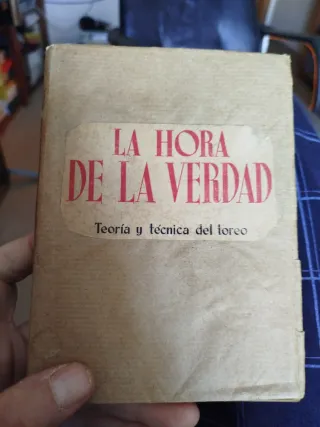 LA HORA
DE LA VERDAD
Teoría y técnica del toreo